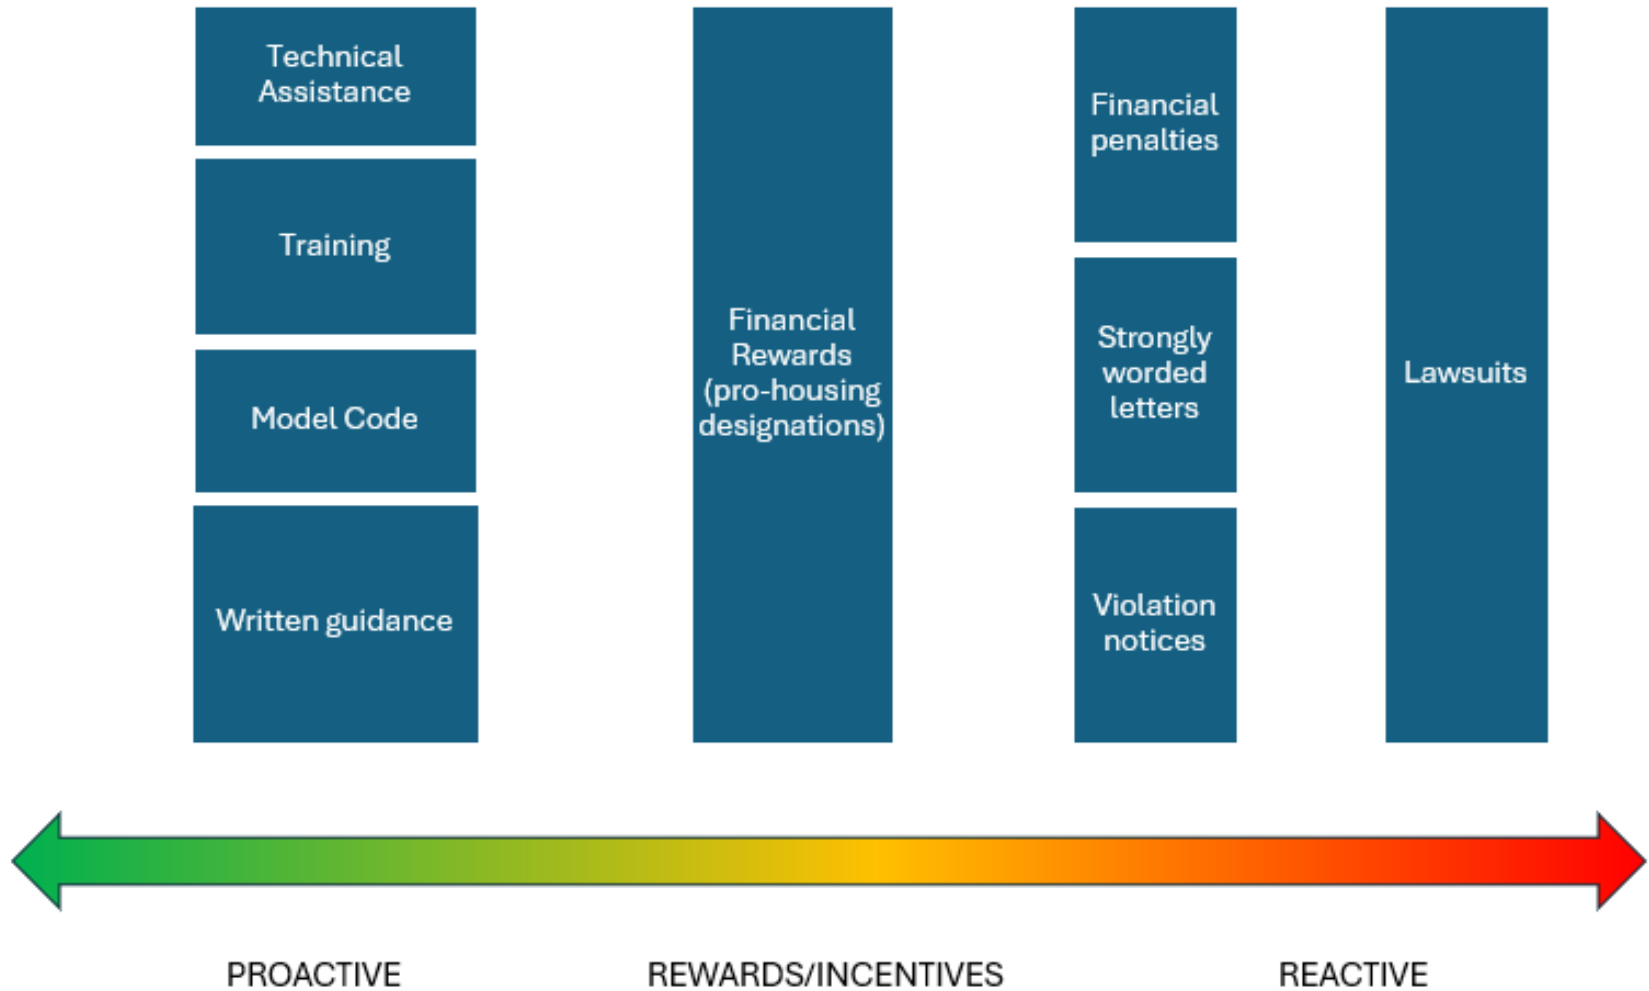 Technical
Assistance
Training
Model Code
Written guidance
Financial
Rewards
(pro-housing
designations)
Financial
penalties
Strongly
worded
letters
Violation
notices
Lawsuits
PROACTIVE
REWARDS/INCENTIVES
REACTIVE